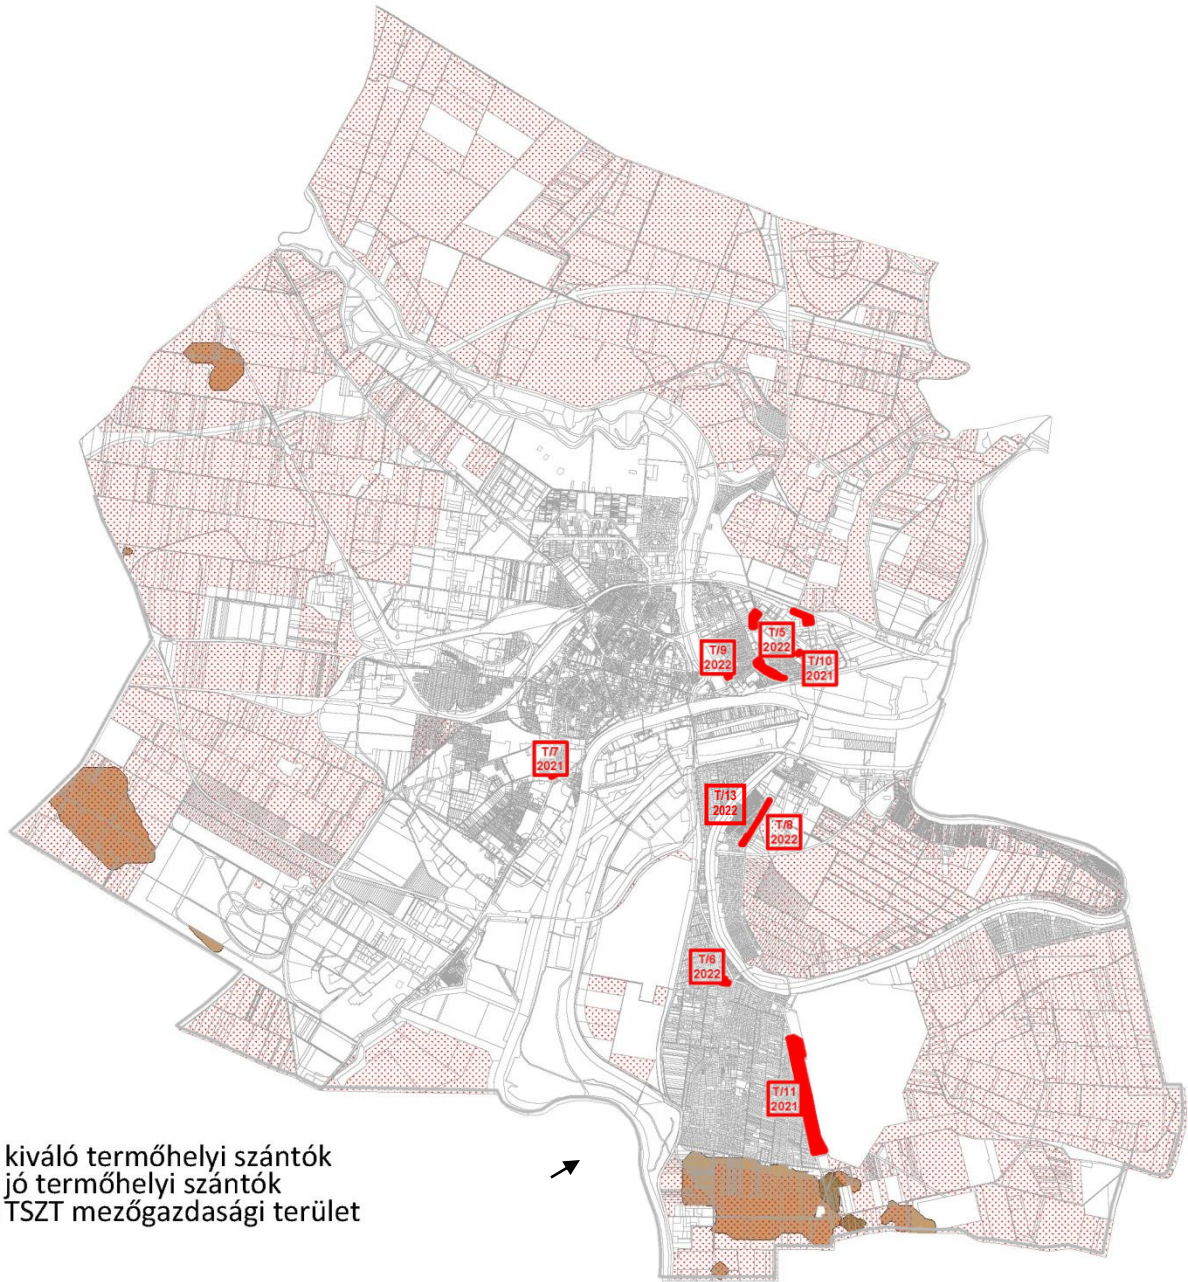 T/5
2022
T/9
2022
T/10
2021
T/7
2021
T/13
2022
T/8
2022
T/6
2022
T/11
2021
kiváló termőhelyi szántók
jó termőhelyi szántók
TSZT mezőgazdasági terület